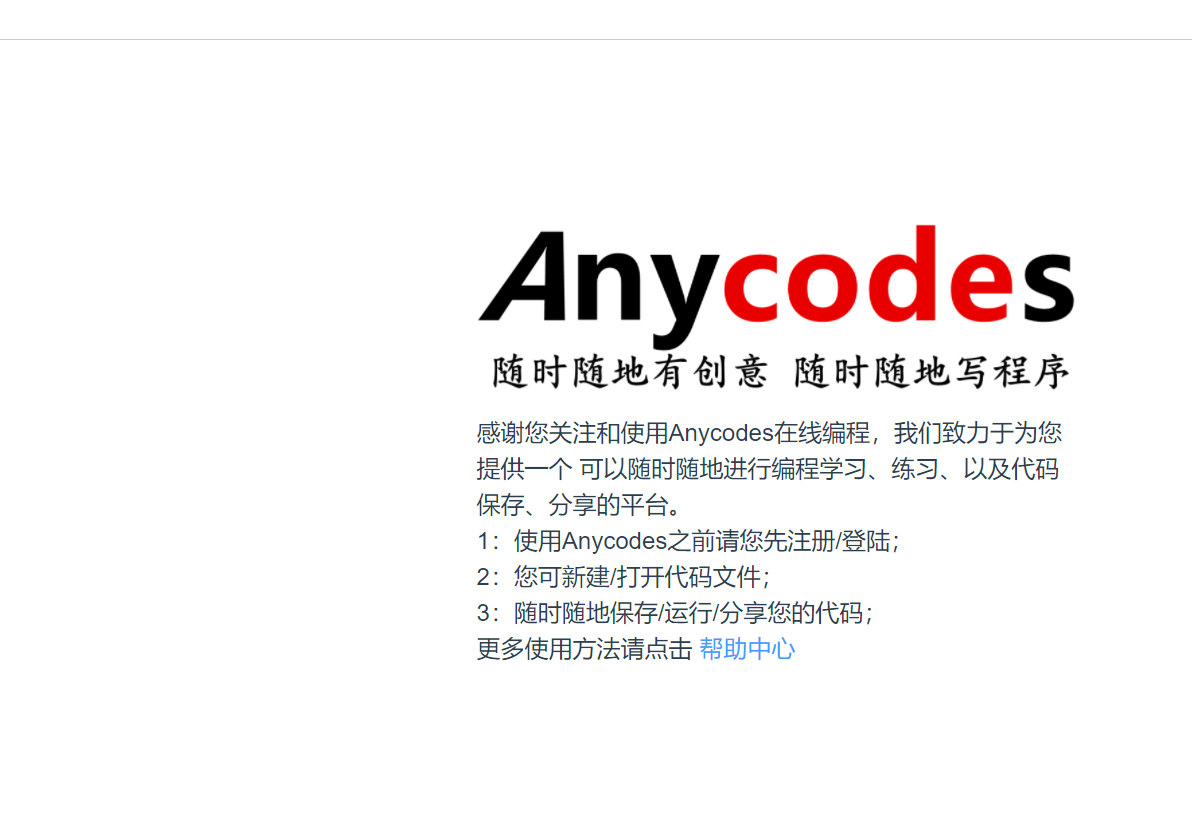 Anycodes
随时随地有创意 随时随地写程序
感谢您关注和使用Anycodes在线编程，我们致力于为您
提供一个 可以随时随地进行编程学习、练习、以及代码
保存、分享的平台。
1：使用Anycodes之前请您先注册/登陆；
2：您可新建/打开代码文件；
3：随时随地保存/运行/分享您的代码；
更多使用方法请点击 帮助中心